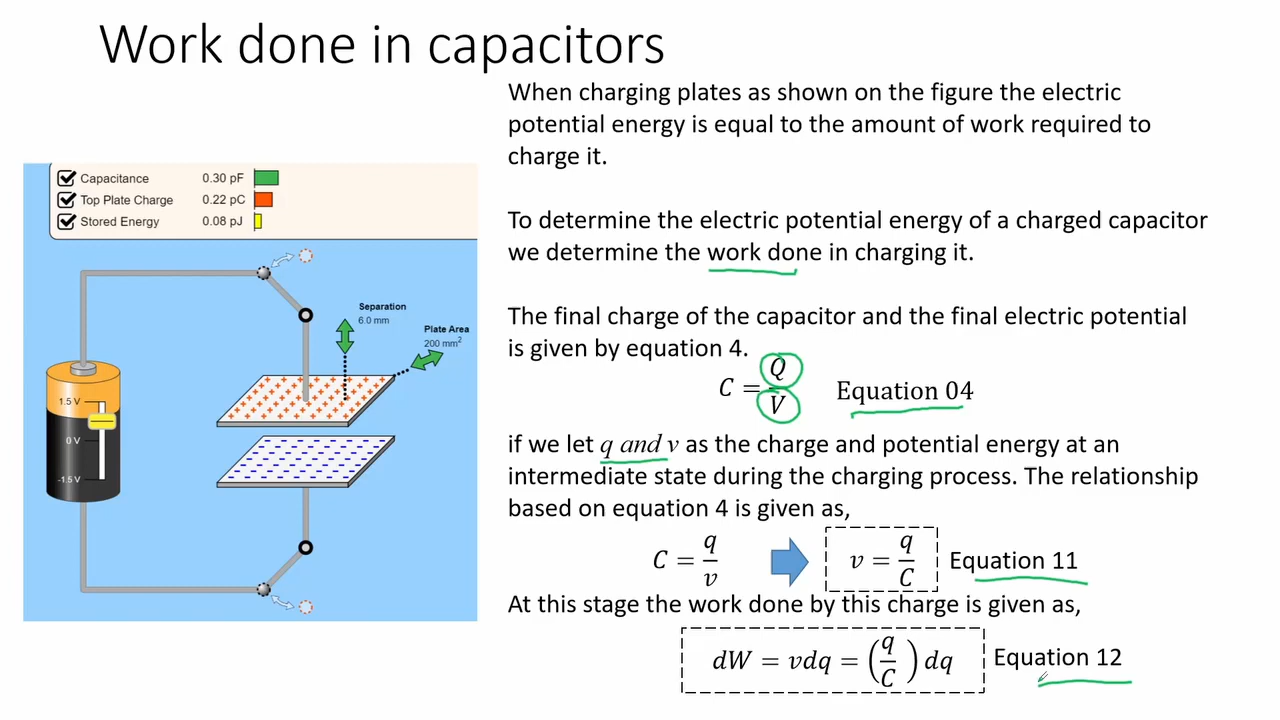 Work done in capacitors
When charging plates as shown on the figure the electric
potential energy is equal to the amount of work required to
charge it.
To determine the electric potential energy of a charged capacitor
we determine the work done in charging it.
The final charge of the capacitor and the final electric potential
is given by equation 4.
C = Q/V Equation 04
if we let q and v as the charge and potential energy at an
intermediate state during the charging process. The relationship
based on equation 4 is given as,
C = q/v v = q/C Equation 11
At this stage the work done by this charge is given as,
dW = vdq = (q/C) dq Equation 12
Capacitance 0.30 pF
Top Plate Charge 0.22 pC
Stored Energy 0.08 pJ
Separation
6.0 mm
Plate Area
200 mm²
1.5 V
0 V
-1.5 V